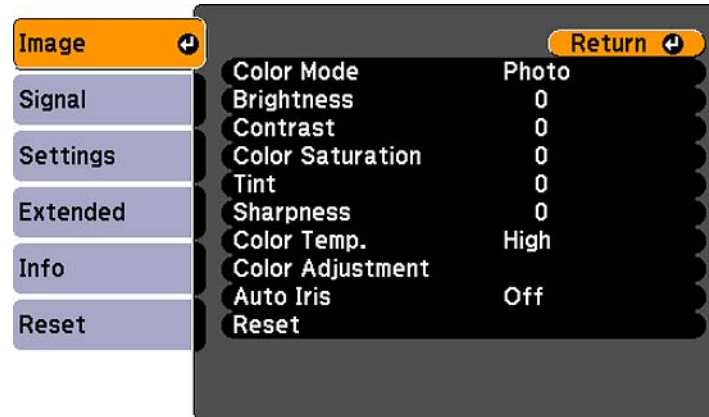 Image
Signal
Settings
Extended
Info
Reset
Return
Color Mode Photo
Brightness 0
Contrast 0
Color Saturation 0
Tint 0
Sharpness 0
Color Temp. High
Color Adjustment
Auto Iris Off
Reset